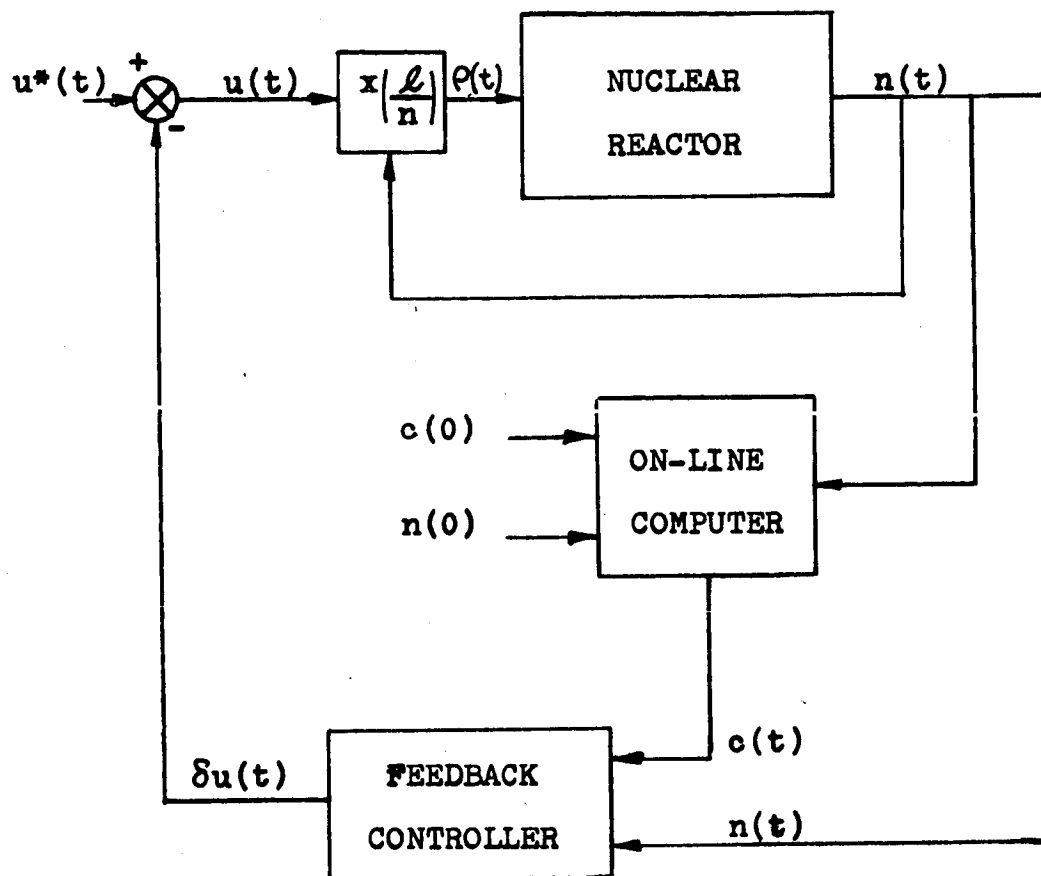 +
u*(t)
-
u(t)
x(ℓ/n)
ρ(t)
NUCLEAR
REACTOR
n(t)
c(0)
n(0)
ON-LINE
COMPUTER
c(t)
δu(t)
FEEDBACK
CONTROLLER
n(t)